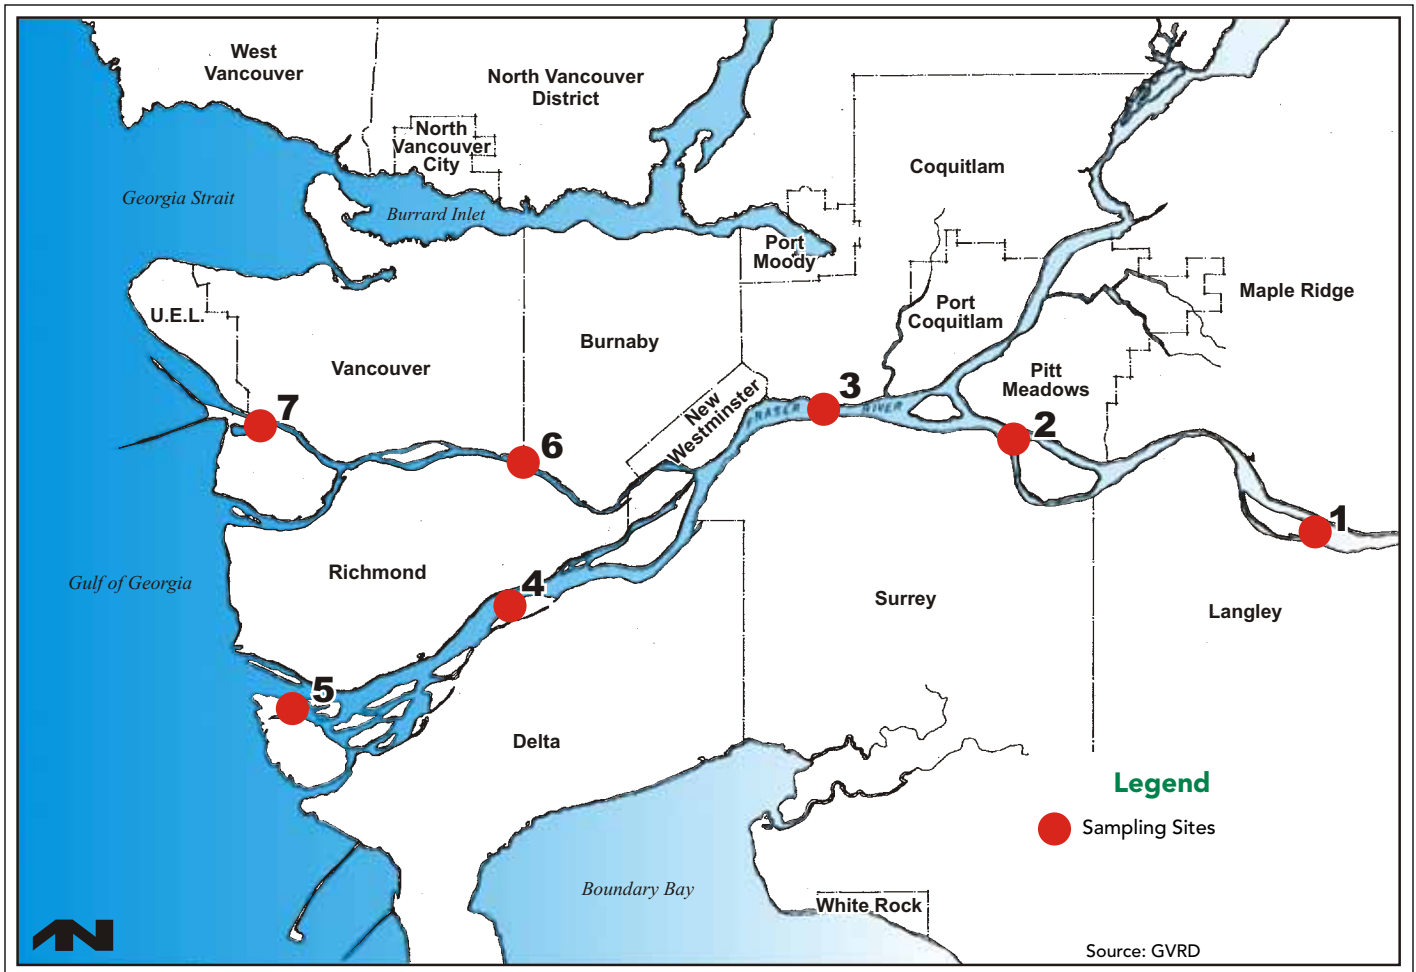 West
Vancouver
North Vancouver
District
North
Vancouver
City
Coquitlam
Georgia Strait
Burrard Inlet
Port
Moody
Maple Ridge
U.E.L.
Port
Coquitlam
Burnaby
Vancouver
Pitt
Meadows
New
Westminster
FRASER RIVER
7
3
2
6
1
Richmond
Gulf of Georgia
4
Surrey
Langley
5
Delta
Legend
Sampling Sites
Boundary Bay
White Rock
Source: GVRD
N